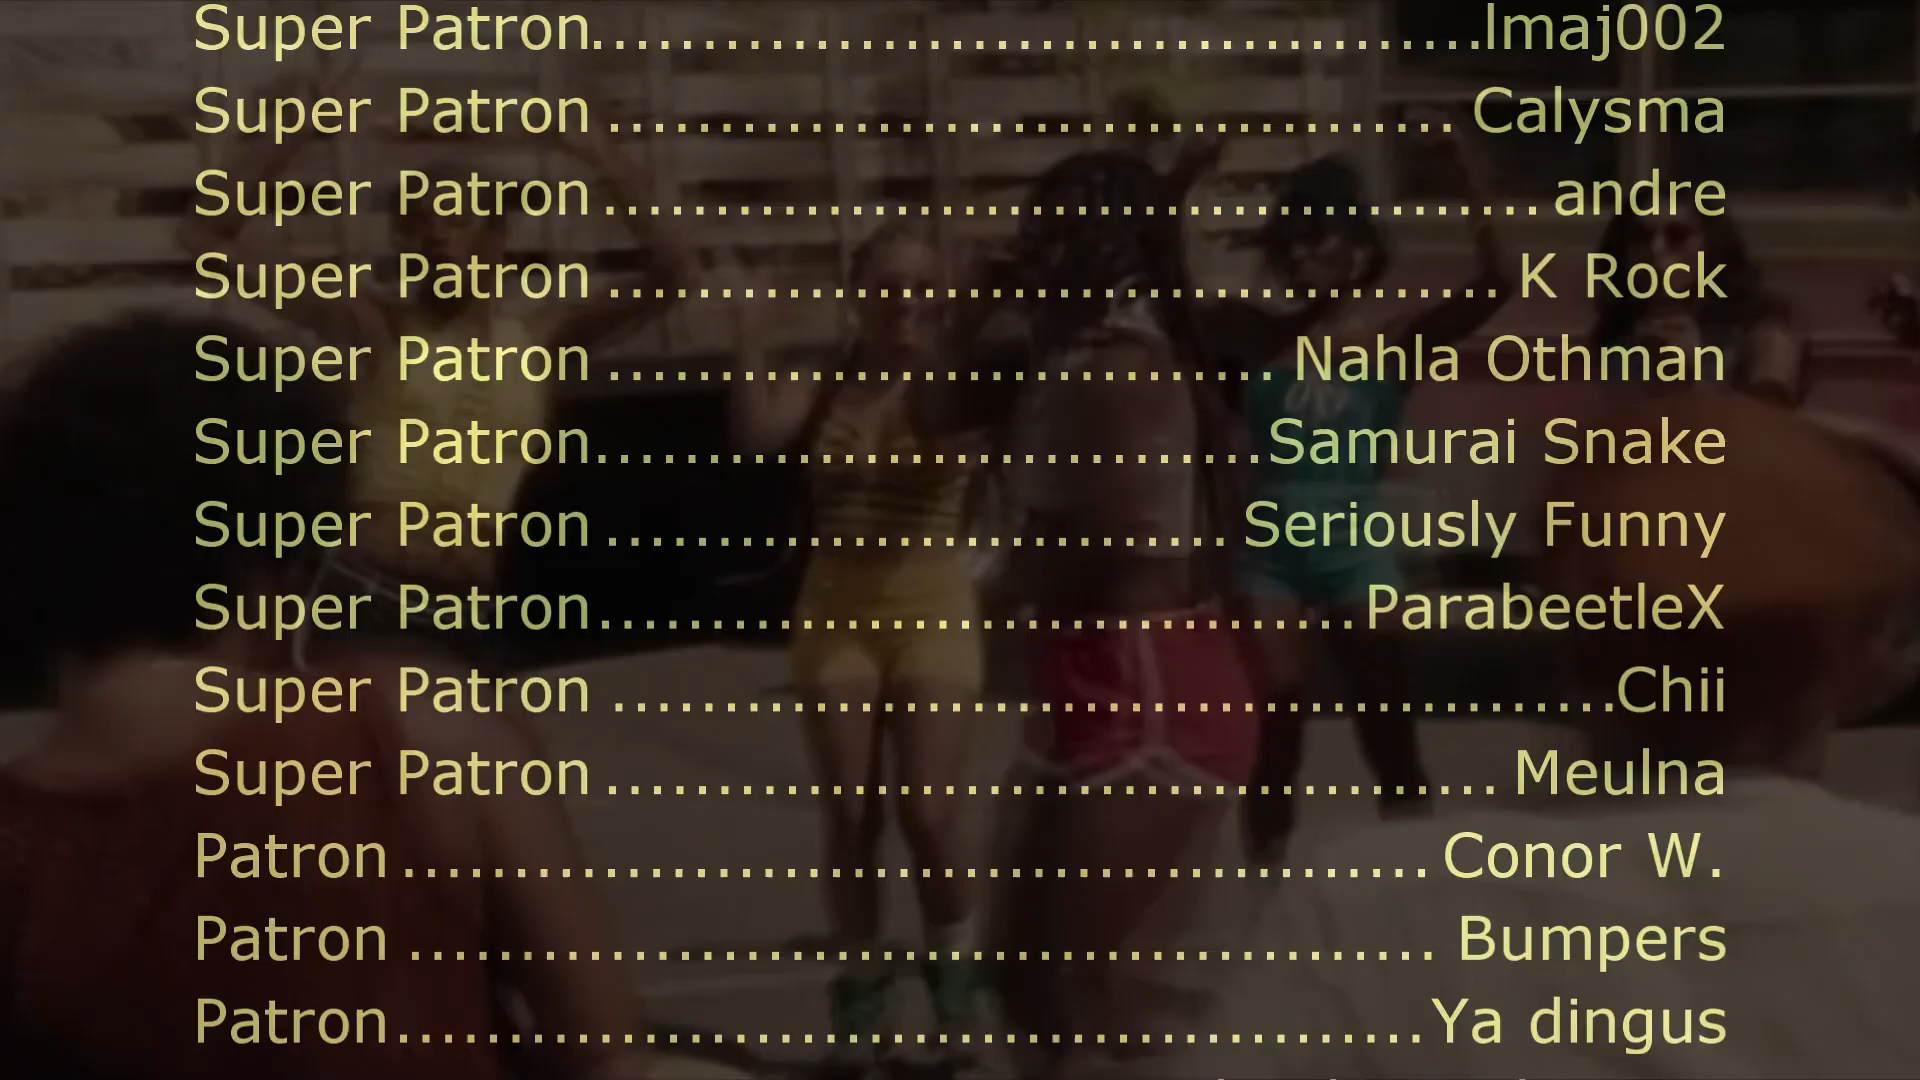 Super Patron................................lmaj002
Super Patron .............................. Calysma
Super Patron ................................. andre
Super Patron ................................ K Rock
Super Patron ........................ Nahla Othman
Super Patron........................Samurai Snake
Super Patron ...................... Seriously Funny
Super Patron...........................ParabeetleX
Super Patron ....................................Chii
Super Patron ................................ Meulna
Patron ..................................... Conor W.
Patron ..................................... Bumpers
Patron.....................................Ya dingus